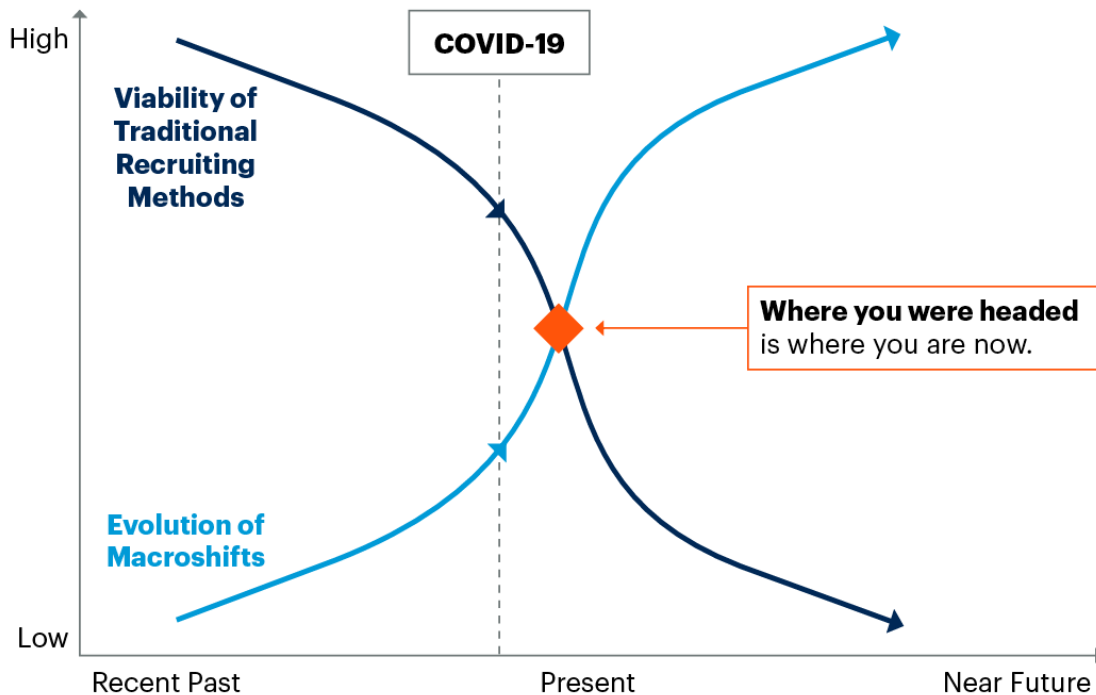 High
COVID-19
Viability of
Traditional
Recruiting
Methods
Where you were headed
is where you are now.
Evolution of
Macroshifts
Low
Recent Past
Present
Near Future